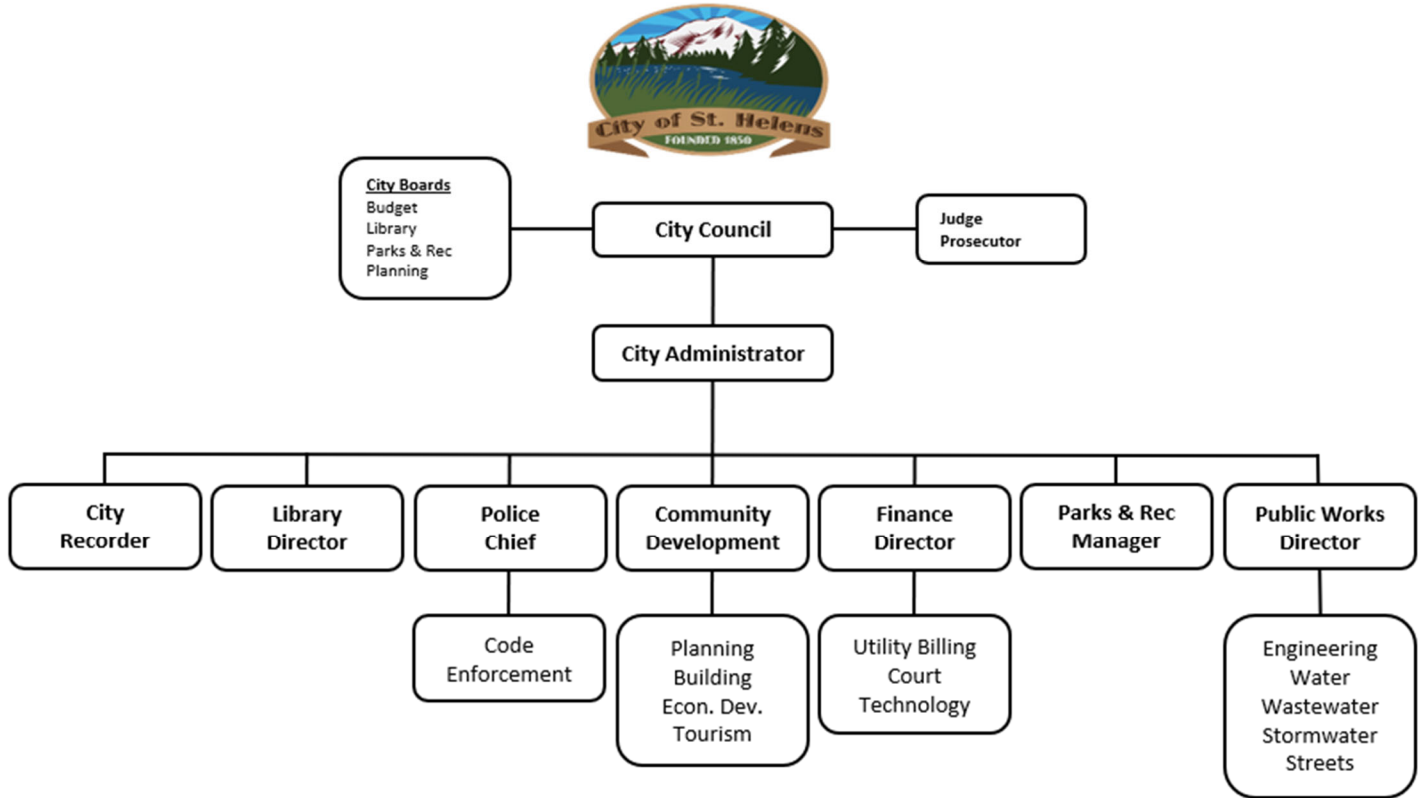 City of St. Helens
FOUNDED 1850
City Boards
Budget
Library
Parks & Rec
Planning
City Council
Judge
Prosecutor
City Administrator
City
Recorder
Library
Director
Police
Chief
Community
Development
Finance
Director
Parks & Rec
Manager
Public Works
Director
Code
Enforcement
Planning
Building
Econ. Dev.
Tourism
Utility Billing
Court
Technology
Engineering
Water
Wastewater
Stormwater
Streets